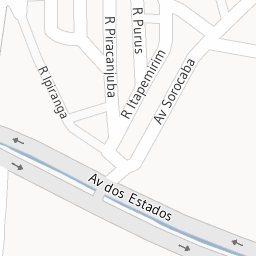 R Ipiranga
R Piracanjuba
R Purus
R Itapemirim
Av Sorocaba
Av dos Estados